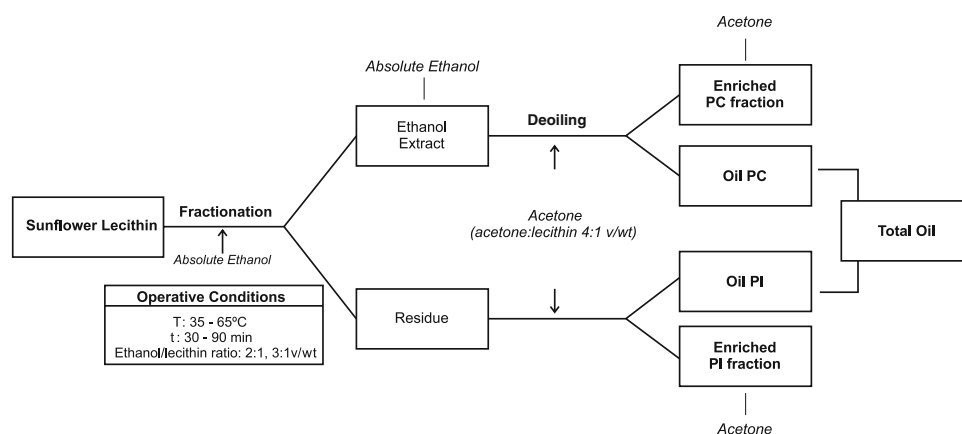 Acetone
Absolute Ethanol
Enriched
PC fraction
Ethanol
Extract
Deoiling
Oil PC
Sunflower Lecithin
Fractionation
Acetone
(acetone:lecithin 4:1 v/wt)
Total Oil
Absolute Ethanol
Oil PI
Operative Conditions
T: 35 - 65ºC
t: 30 - 90 min
Ethanol/lecithin ratio: 2:1, 3:1v/wt
Residue
Enriched
PI fraction
Acetone